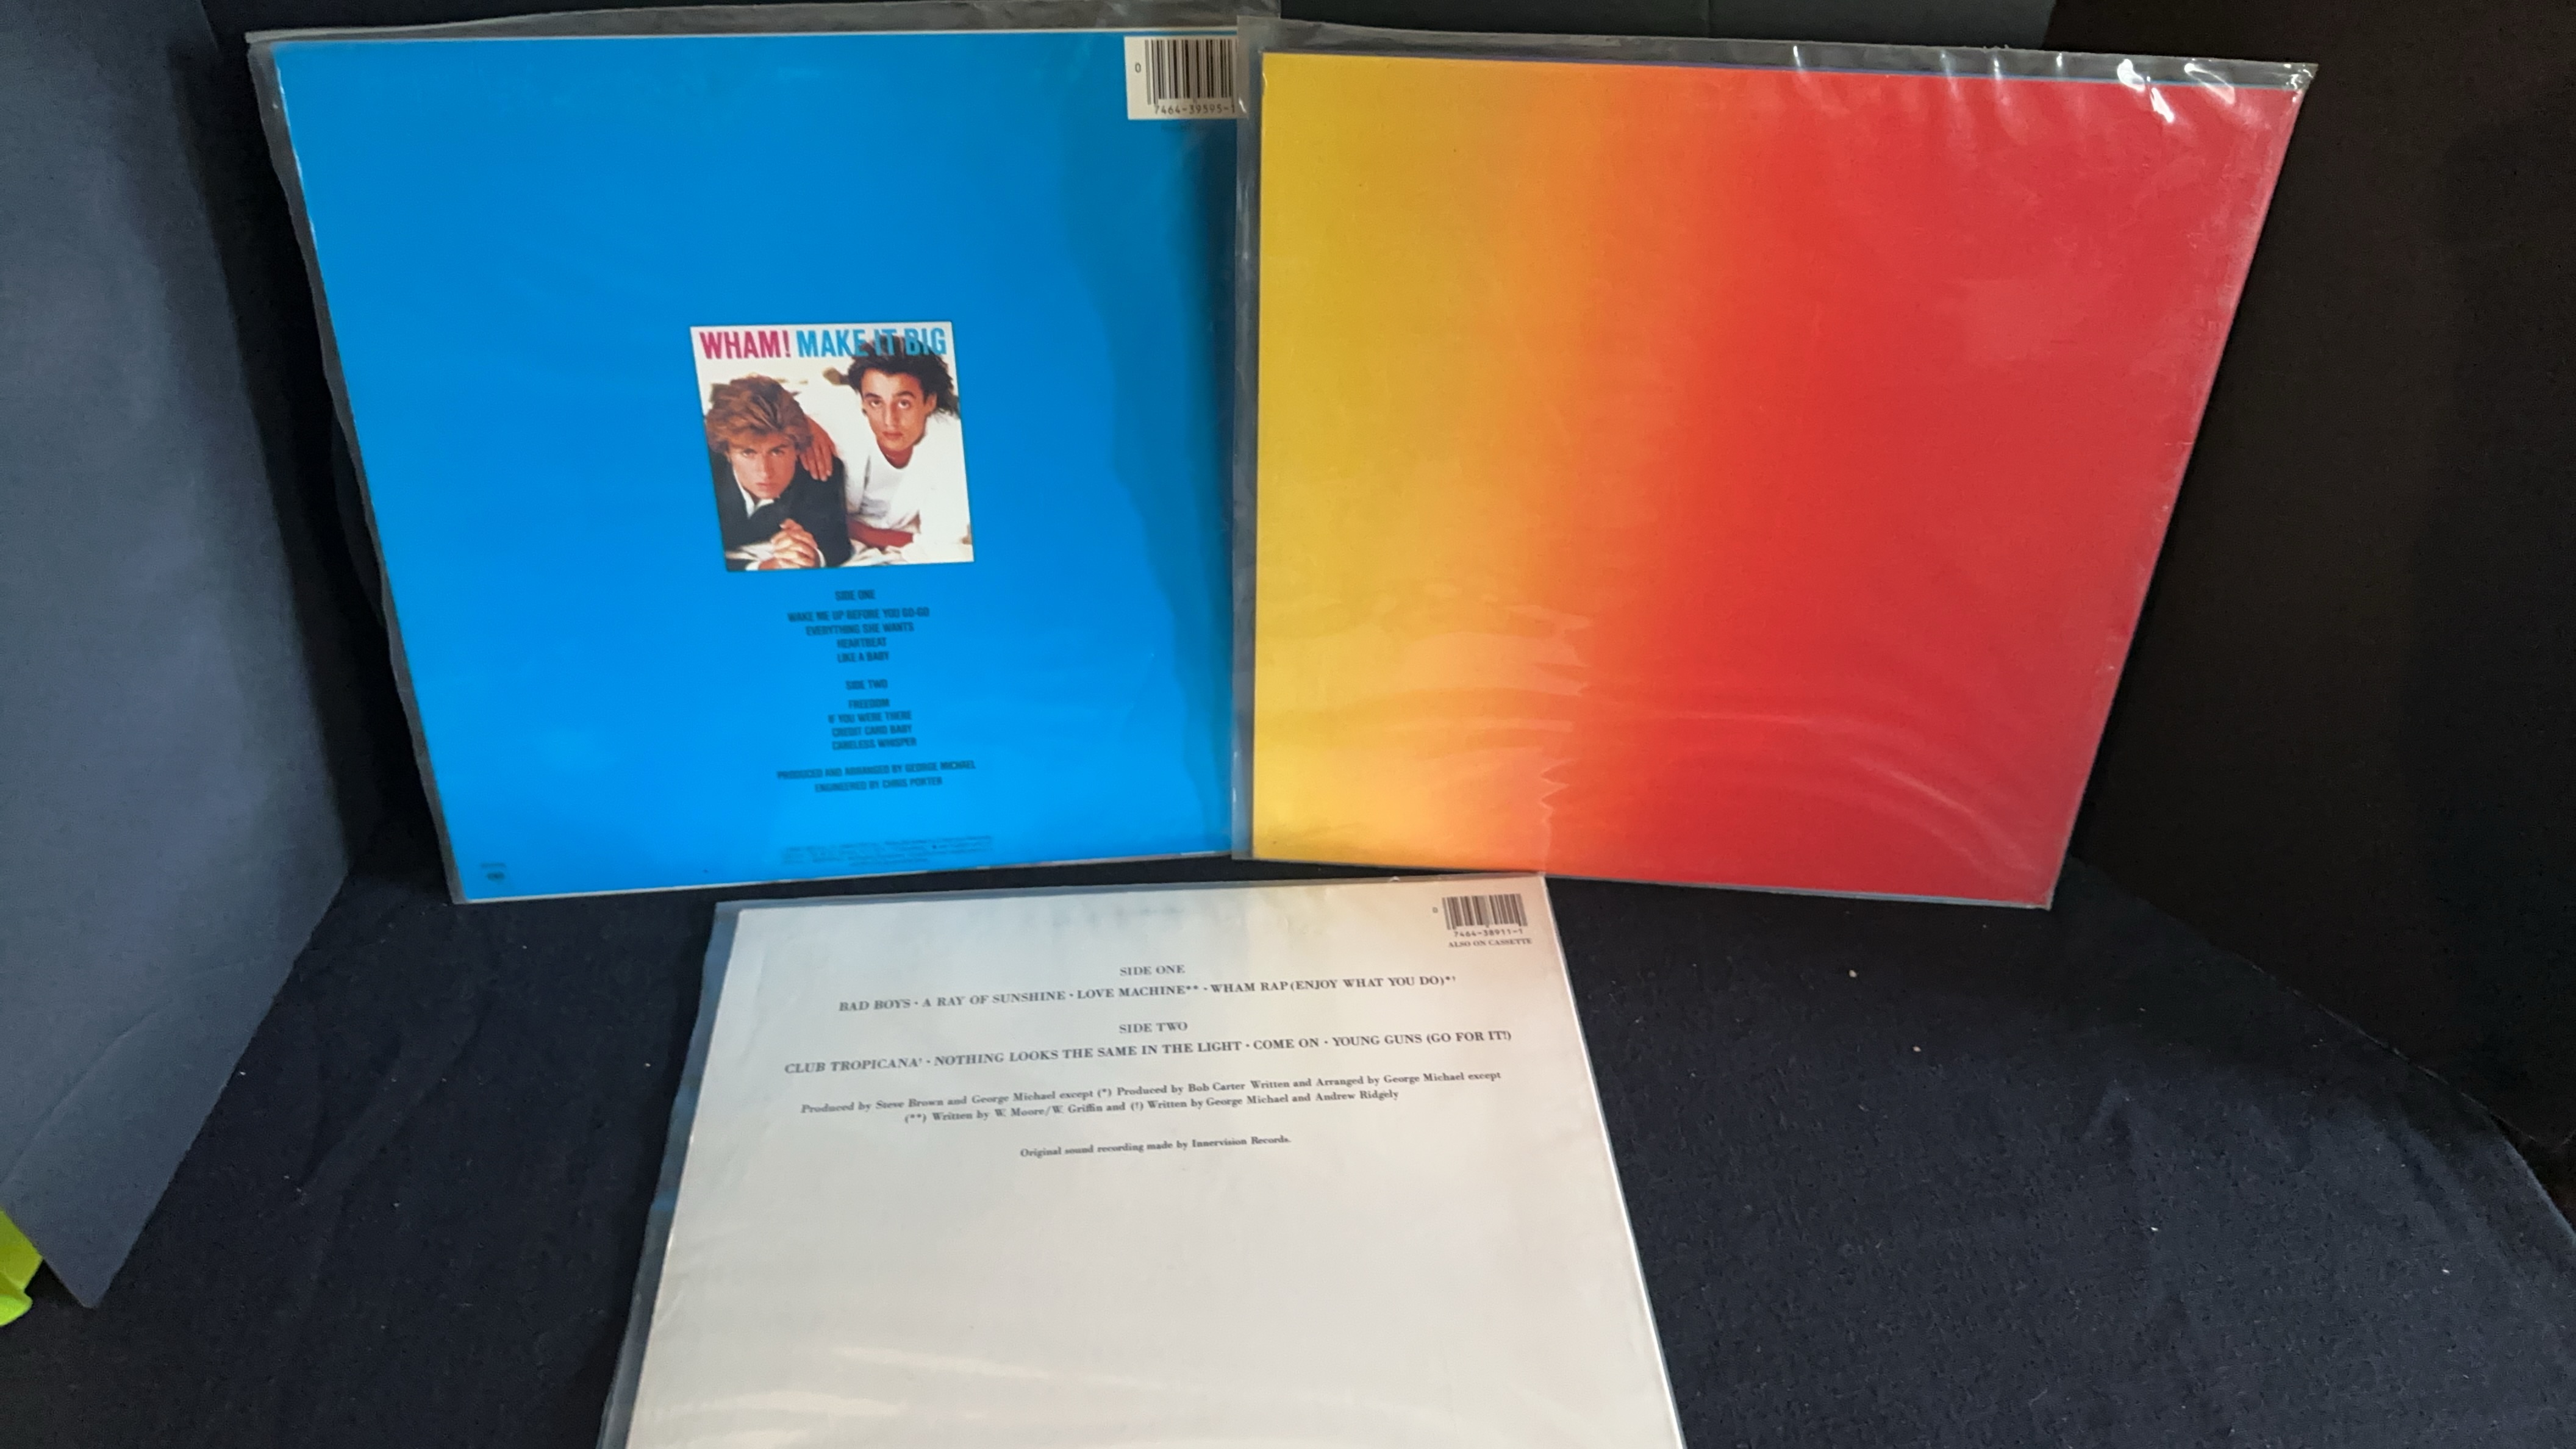 0
7464-39595-1
WHAM! MAKE IT BIG
SIDE ONE
WAKE ME UP BEFORE YOU GO-GO
EVERYTHING SHE WANTS
HEARTBEAT
LIKE A BABY
SIDE TWO
FREEDOM
IF YOU WERE THERE
CREDIT CARD BABY
CARELESS WHISPER
PRODUCED AND ARRANGED BY GEORGE MICHAEL
ENGINEERED BY CHRIS PORTER
0
7464-38911-1
ALSO ON CASSETTE
SIDE ONE
BAD BOYS · A RAY OF SUNSHINE · LOVE MACHINE** · WHAM RAP (ENJOY WHAT YOU DO)*†
SIDE TWO
CLUB TROPICANA† · NOTHING LOOKS THE SAME IN THE LIGHT · COME ON · YOUNG GUNS (GO FOR IT!)
Produced by Steve Brown and George Michael except (*) Produced by Bob Carter Written and Arranged by George Michael except
(**) Written by W. Moore/W. Griffin and (†) Written by George Michael and Andrew Ridgely
Original sound recording made by Innervision Records.